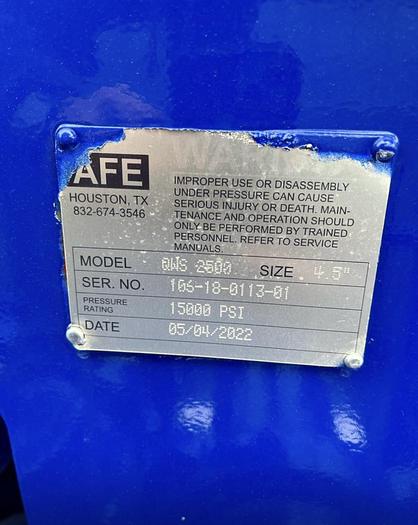 WARNING
AFE
HOUSTON, TX
832-674-3546
IMPROPER USE OR DISASSEMBLY
UNDER PRESSURE CAN CAUSE
SERIOUS INJURY OR DEATH. MAIN-
TENANCE AND OPERATION SHOULD
ONLY BE PERFORMED BY TRAINED
PERSONNEL. REFER TO SERVICE
MANUALS.
MODEL QWS 2500 SIZE 4.5"
SER. NO. 106-18-0113-01
PRESSURE
RATING 15000 PSI
DATE 05/04/2022